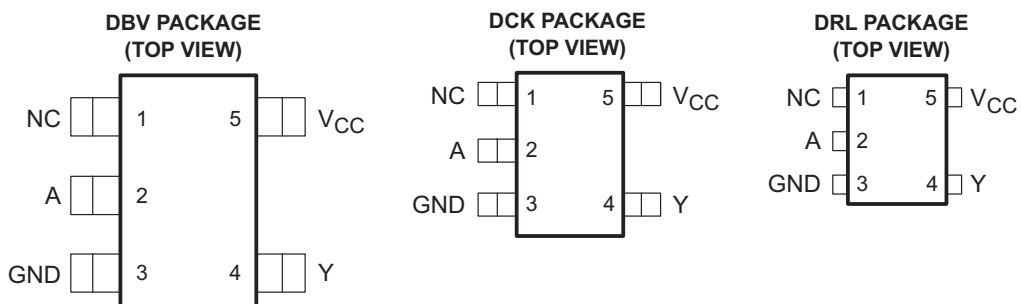 DBV PACKAGE
(TOP VIEW)
NC 1 5 VCC
A 2
GND 3 4 Y
DCK PACKAGE
(TOP VIEW)
NC 1 5 VCC
A 2
GND 3 4 Y
DRL PACKAGE
(TOP VIEW)
NC 1 5 VCC
A 2
GND 3 4 Y